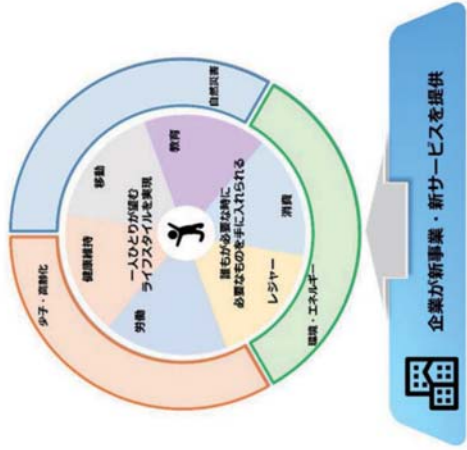 少子・高齢化
自然災害
環境・エネルギー
健康維持
移動
教育
消費
レジャー
労働
一人ひとりが望む
ライフスタイルを実現
誰もが必要な時に
必要なものを手に入れられる
企業が新事業・新サービスを提供